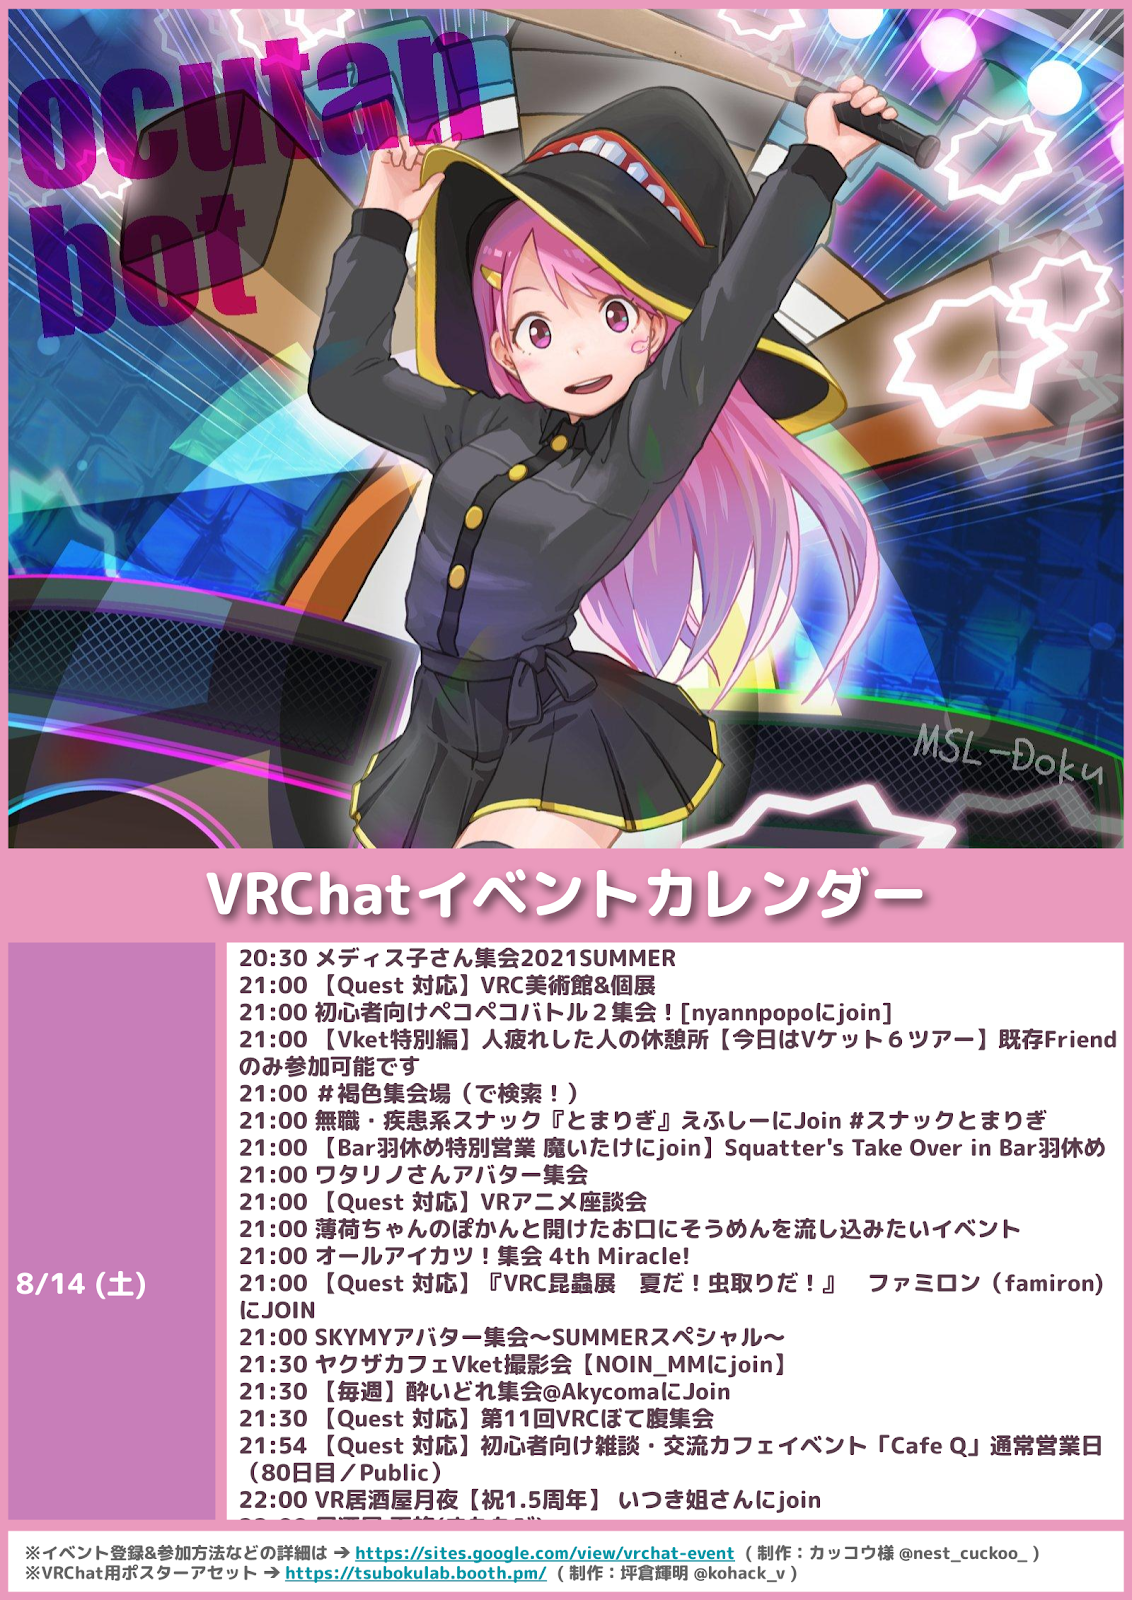 ocutan
bot
MSL-Doku
VRChatイベントカレンダー
8/14 (土)
20:30 メディス子さん集会2021SUMMER
21:00 【Quest 対応】VRC美術館&個展
21:00 初心者向けペコペコバトル２集会！[nyannpopoにjoin]
21:00 【Vket特別編】人疲れした人の休憩所【今日はVケット６ツアー】既存Friend
のみ参加可能です
21:00 ＃褐色集会場（で検索！）
21:00 無職・疾患系スナック『とまりぎ』えふしーにJoin #スナックとまりぎ
21:00 【Bar羽休め特別営業 魔いたけにjoin】Squatter's Take Over in Bar羽休め
21:00 ワタリノさんアバター集会
21:00 【Quest 対応】VRアニメ座談会
21:00 薄荷ちゃんのぽかんと開けたお口にそうめんを流し込みたいイベント
21:00 オールアイカツ！集会 4th Miracle!
21:00 【Quest 対応】『VRC昆蟲展　夏だ！虫取りだ！』　ファミロン（famiron)
にJOIN
21:00 SKYMYアバター集会～SUMMERスペシャル～
21:30 ヤクザカフェVket撮影会【NOIN_MMにjoin】
21:30 【毎週】酔いどれ集会@AkycomaにJoin
21:30 【Quest 対応】第11回VRCぼて腹集会
21:54 【Quest 対応】初心者向け雑談・交流カフェイベント「Cafe Q」通常営業日
（80日目／Public）
22:00 VR居酒屋月夜【祝1.5周年】 いつき姐さんにjoin
※イベント登録&参加方法などの詳細は ➔ https://sites.google.com/view/vrchat-event （ 制作：カッコウ様 @nest_cuckoo_ ）
※VRChat用ポスターアセット ➔ https://tsubokulab.booth.pm/ （ 制作：坪倉輝明 @kohack_v ）